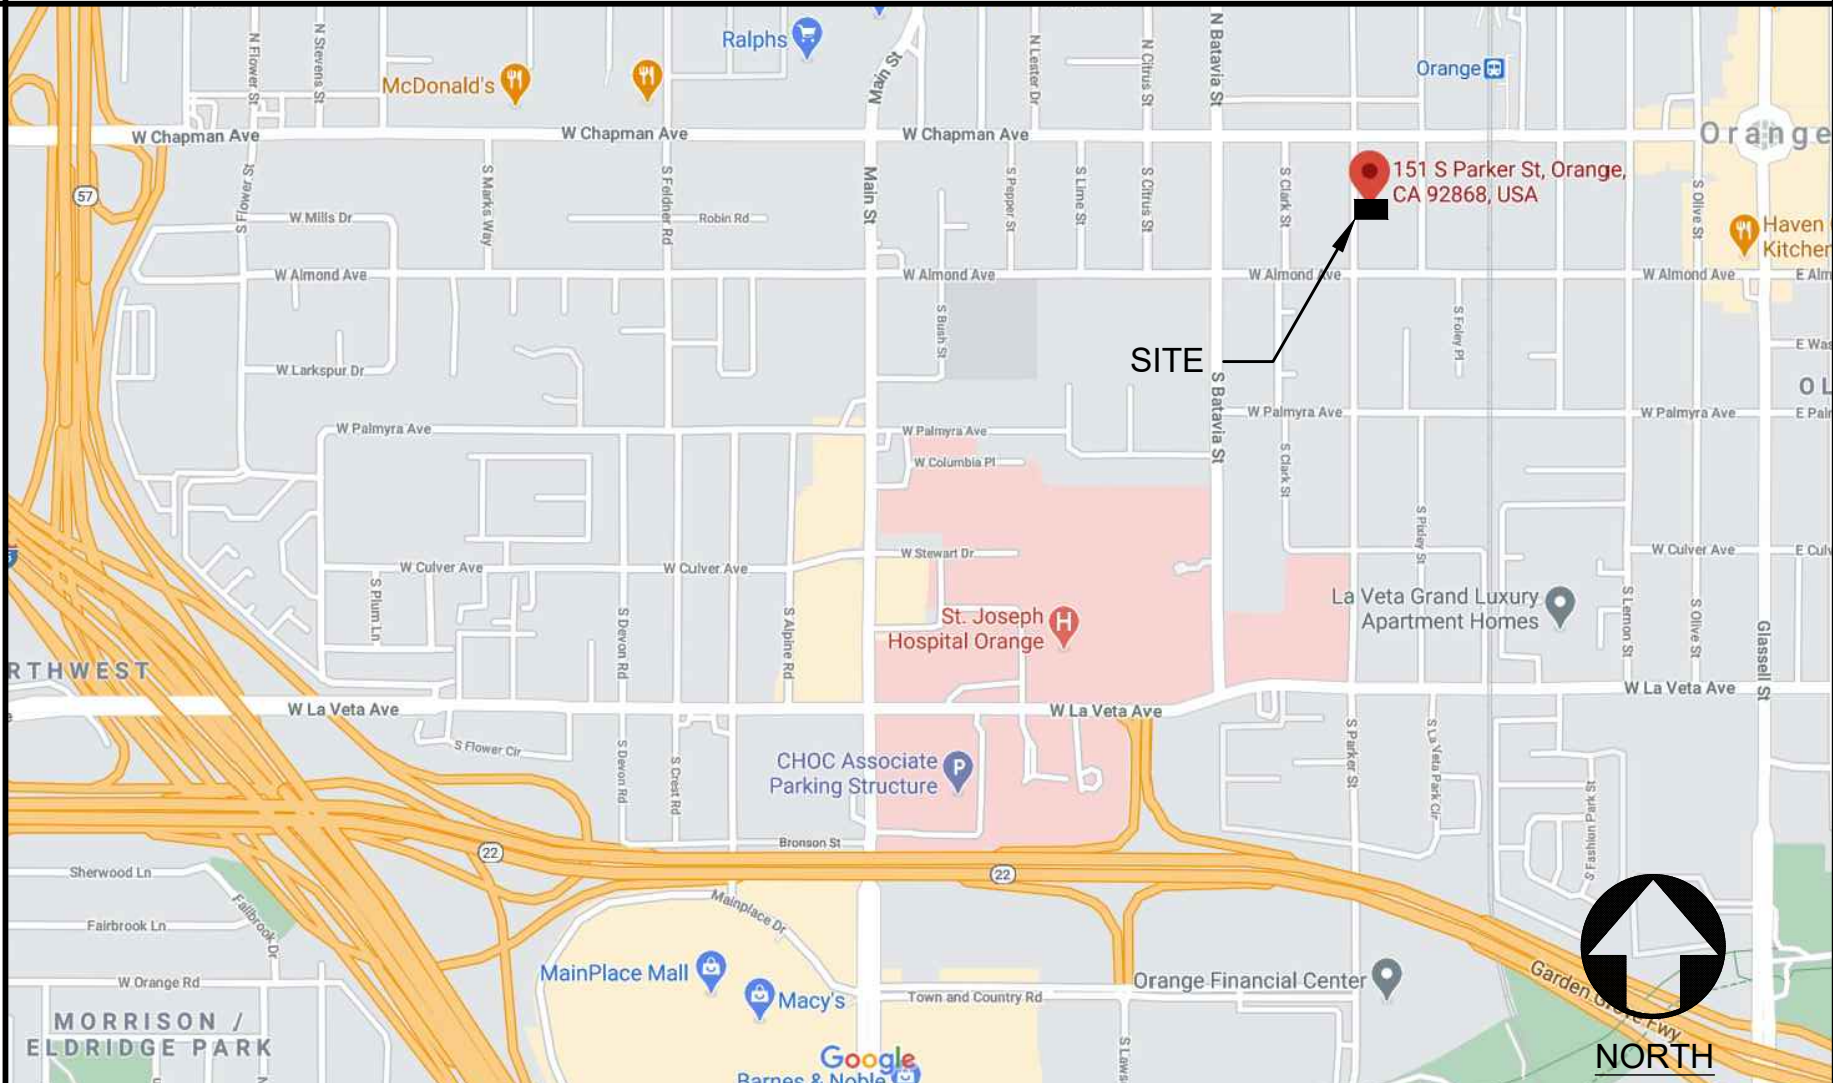 Ralphs
McDonald's
N Flower St
N Stevens St
Main St
N Lester Dr
N Citrus St
N Batavia St
Orange
W Chapman Ave
W Chapman Ave
W Chapman Ave
Orange
57
S Flower St
S Marks Way
S Feldner Rd
Main St
S Pepper St
S Lime St
S Citrus St
S Clark St
151 S Parker St, Orange,
CA 92868, USA
S Olive St
W Mills Dr
Robin Rd
Haven
Kitchen
W Almond Ave
W Almond Ave
W Almond Ave
W Almond Ave
E Alm
S Bush St
S Foley Pl
SITE
E Was
W Larkspur Dr
OL
S Batavia St
W Palmyra Ave
W Palmyra Ave
W Palmyra Ave
W Palmyra Ave
E Palm
W Columbia Pl
S Clark St
S Pixley St
W Stewart Dr
W Culver Ave
E Culv
W Culver Ave
W Culver Ave
S Plum Ln
S Devon Rd
S Alpine Rd
St. Joseph
Hospital Orange
H
La Veta Grand Luxury
Apartment Homes
S Lemon St
S Olive St
Glassell St
RTHWEST
W La Veta Ave
W La Veta Ave
W La Veta Ave
S Flower Cir
S Devon Rd
S Crest Rd
CHOC Associate
Parking Structure
P
S Parker St
S La Veta Park Cir
S Fashion Park St
Bronson St
22
22
Sherwood Ln
Fallbrook Dr
Fairbrook Ln
Mainplace Dr
W Orange Rd
MainPlace Mall
Macy's
Orange Financial Center
Town and Country Rd
Garden Grove Fwy
MORRISON /
ELDRIDGE PARK
S Laws
Google
Barnes & Noble
NORTH